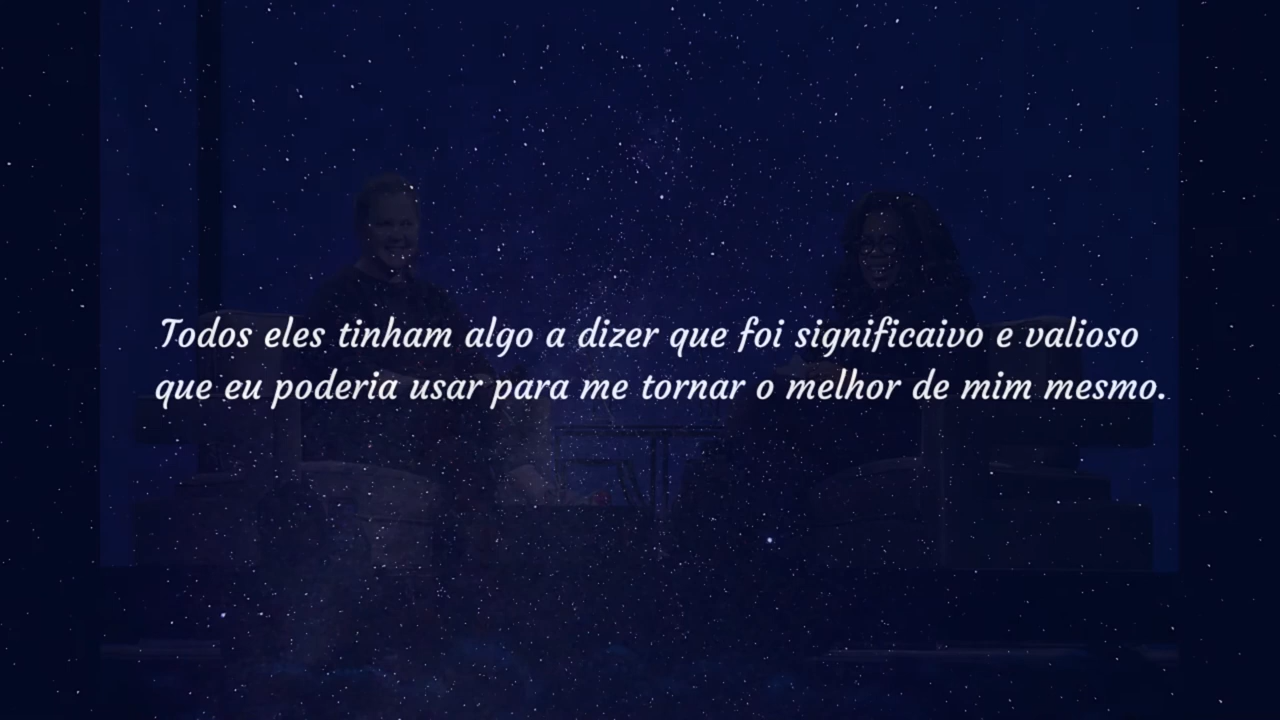 Todos eles tinham algo a dizer que foi significaivo e valioso
que eu poderia usar para me tornar o melhor de mim mesmo.